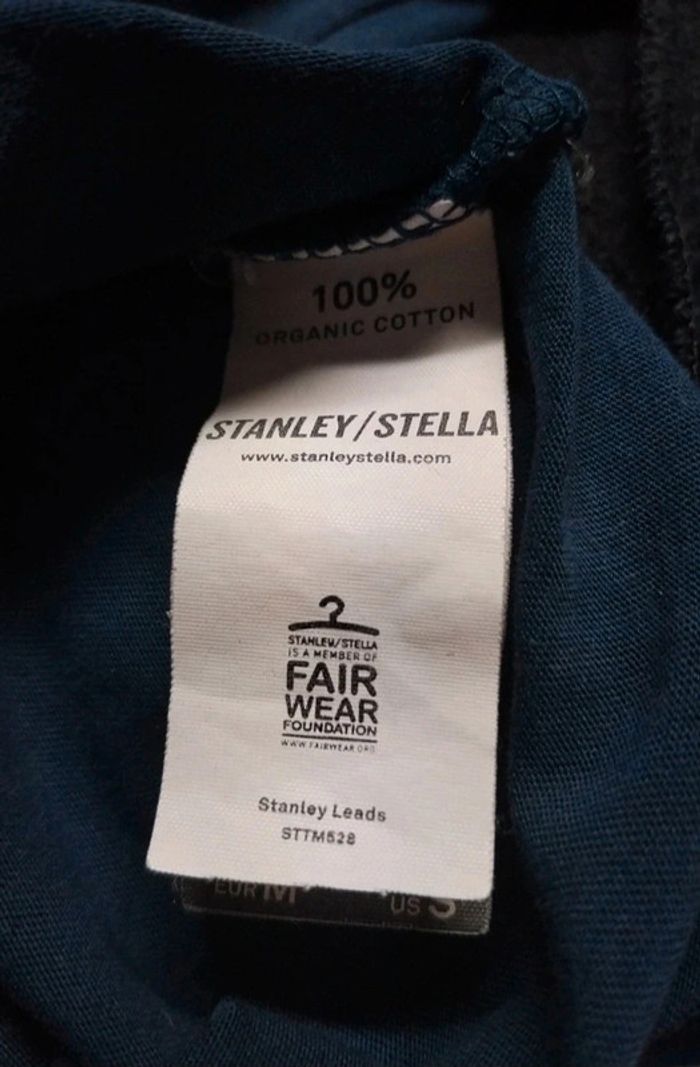 100%
ORGANIC COTTON
STANLEY/STELLA
www.stanleystella.com
STANLEY/STELLA
IS A MEMBER OF
FAIR
WEAR
FOUNDATION
WWW.FAIRWEAR.ORG
Stanley Leads
STTM528
EUR M US S